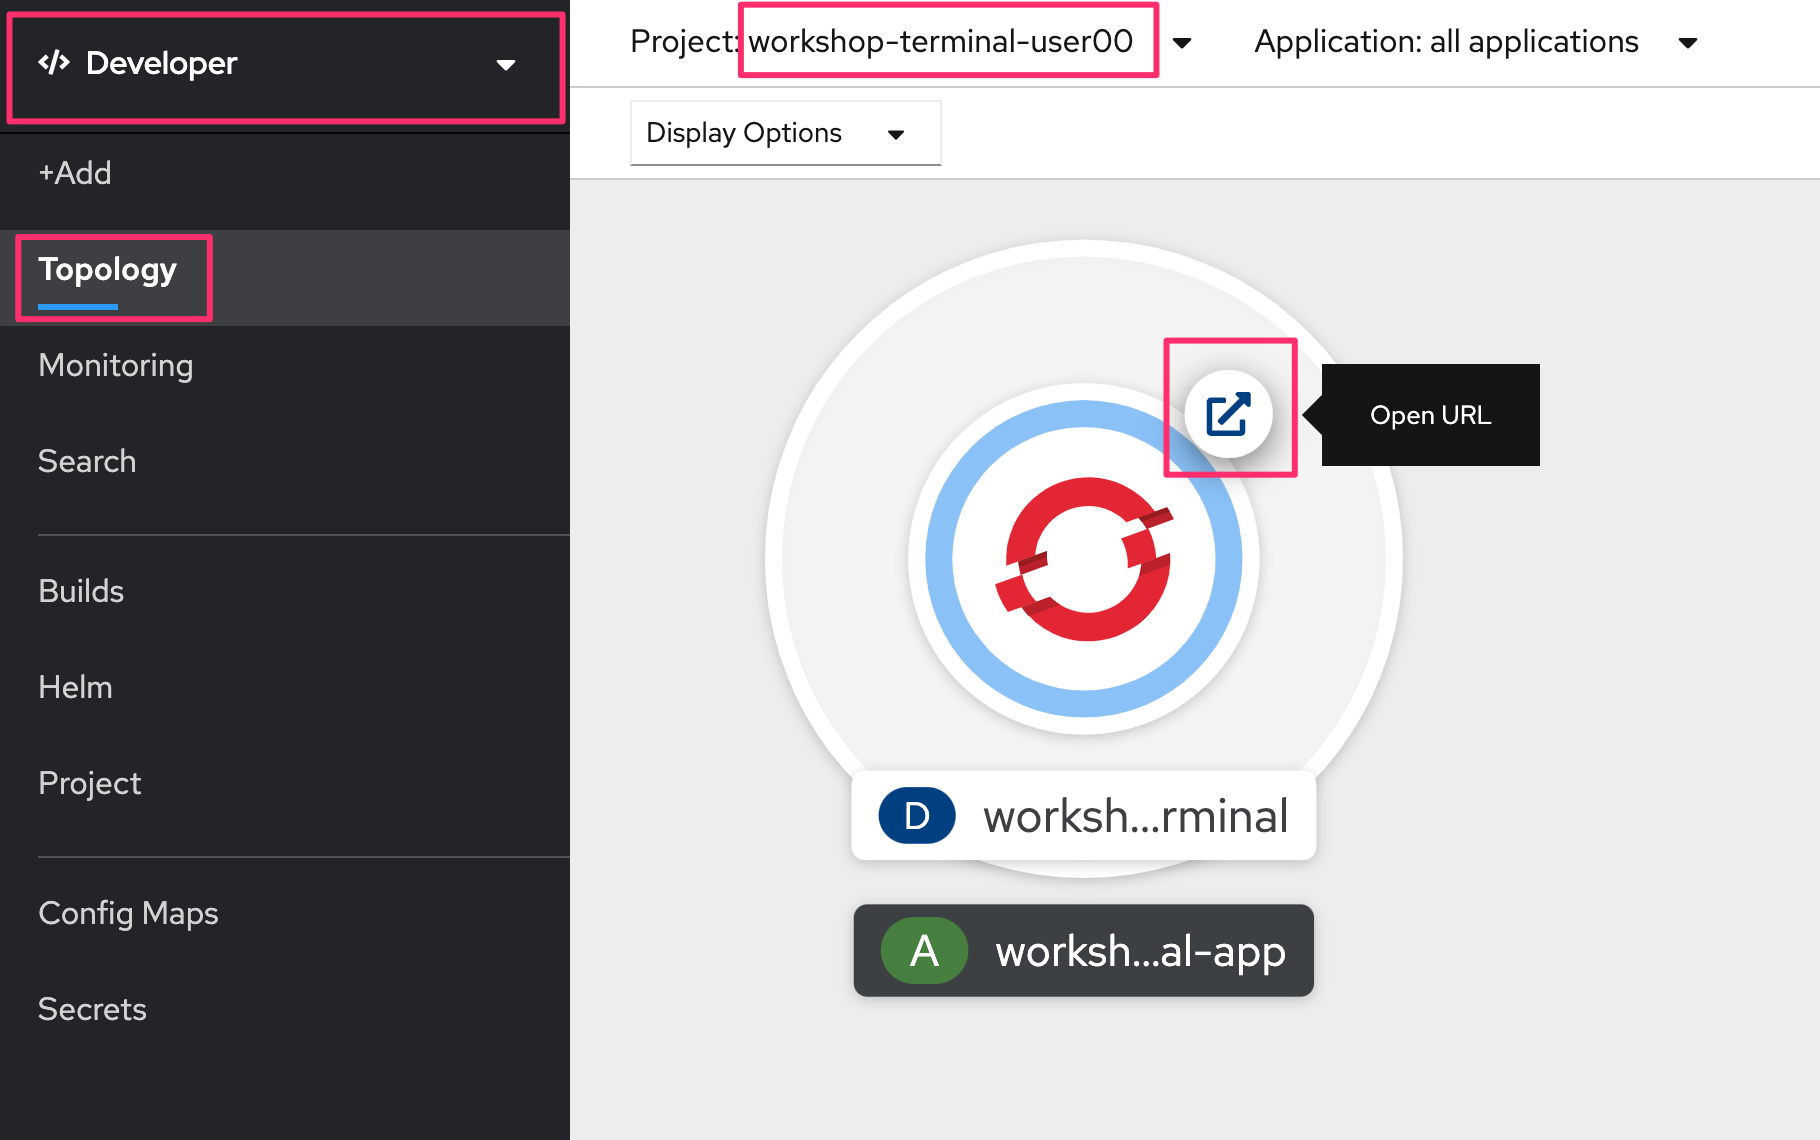 </> Developer
+Add
Topology
Monitoring
Search
Builds
Helm
Project
Config Maps
Secrets
Project: workshop-terminal-user00
Application: all applications
Display Options
Open URL
D worksh...rminal
A worksh...al-app